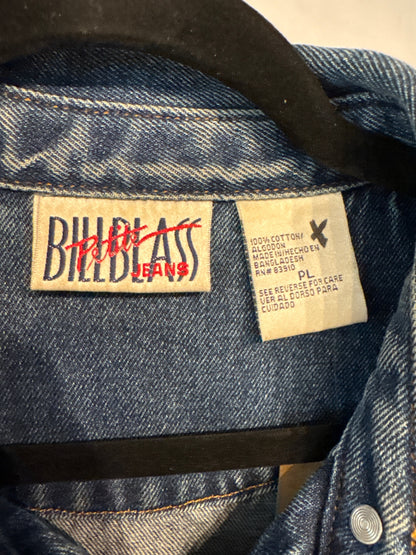 BILLBLASS
Petite
JEANS
100% COTTON/
ALGODON
MADE IN/HECHO EN
BANGLADESH
RN# 83910
PL
SEE REVERSE FOR CARE
VER AL DORSO PARA
CUIDADO